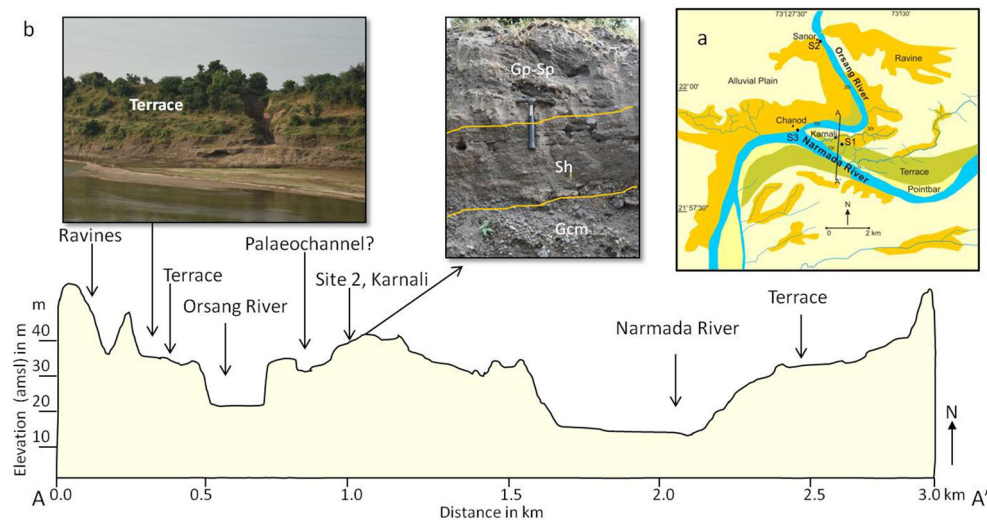 b
Terrace
Gp-Sp
Sh
Gcm
a
73°127'30"
73°130'
Sanor
S2
Orsang River
Ravine
Alluvial Plain
22°00'
Chanod
S3
Karnali
S1
A
A'
Narmada River
Terrace
Pointbar
21°57'30"
N
0 2 km
Ravines
Terrace
Orsang River
Palaeochannel?
Site 2, Karnali
Narmada River
Terrace
m
40
30
20
10
Elevation (amsl) in m
N
A 0.0 0.5 1.0 1.5 2.0 2.5 3.0 km A'
Distance in km